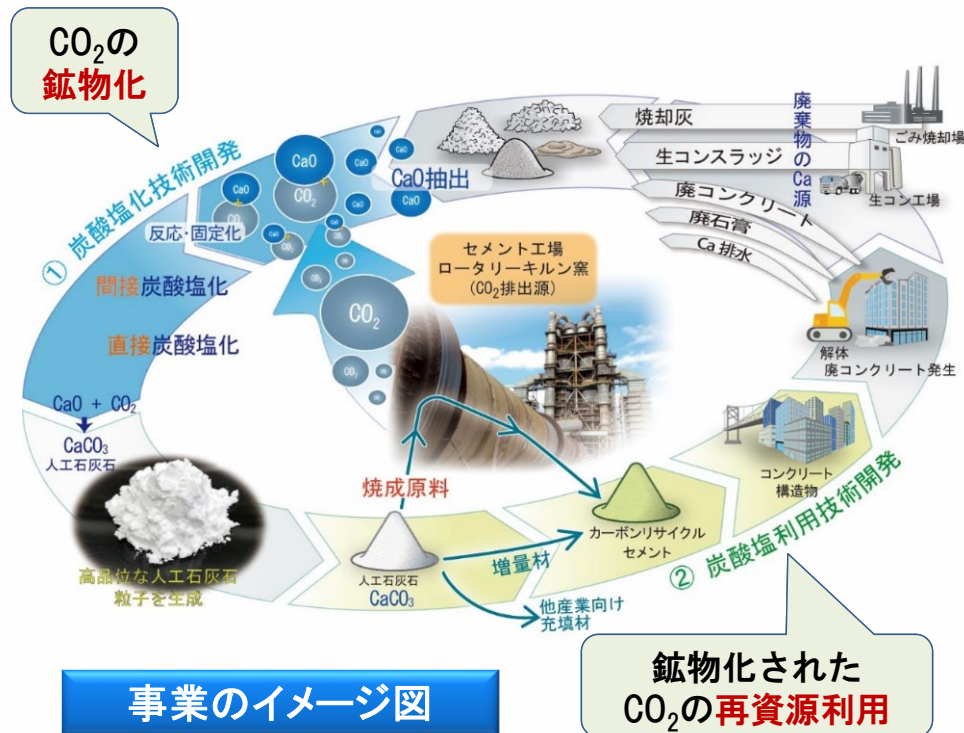 CO₂の
鉱物化
① 炭酸塩化技術開発
CaO
CaO
CaO
CaO
CaO
CaO
CaO
CaO
CO₂
CO₂
CO₂
反応・固定化
CaO抽出
焼却灰
生コンスラッジ
廃コンクリート
廃石膏
Ca排水
廃棄物のCa源
ごみ焼却場
生コン工場
解体
廃コンクリート発生
セメント工場
ロータリーキルン窯
(CO₂排出源)
CO₂
CO₂
CO₂
間接炭酸塩化
直接炭酸塩化
CaO + CO₂
CaCO₃
人工石灰石
高品位な人工石灰石
粒子を生成
焼成原料
人工石灰石
CaCO₃
増量材
他産業向け
充填材
カーボンリサイクル
セメント
コンクリート
構造物
② 炭酸塩利用技術開発
鉱物化された
CO₂の再資源利用
事業のイメージ図